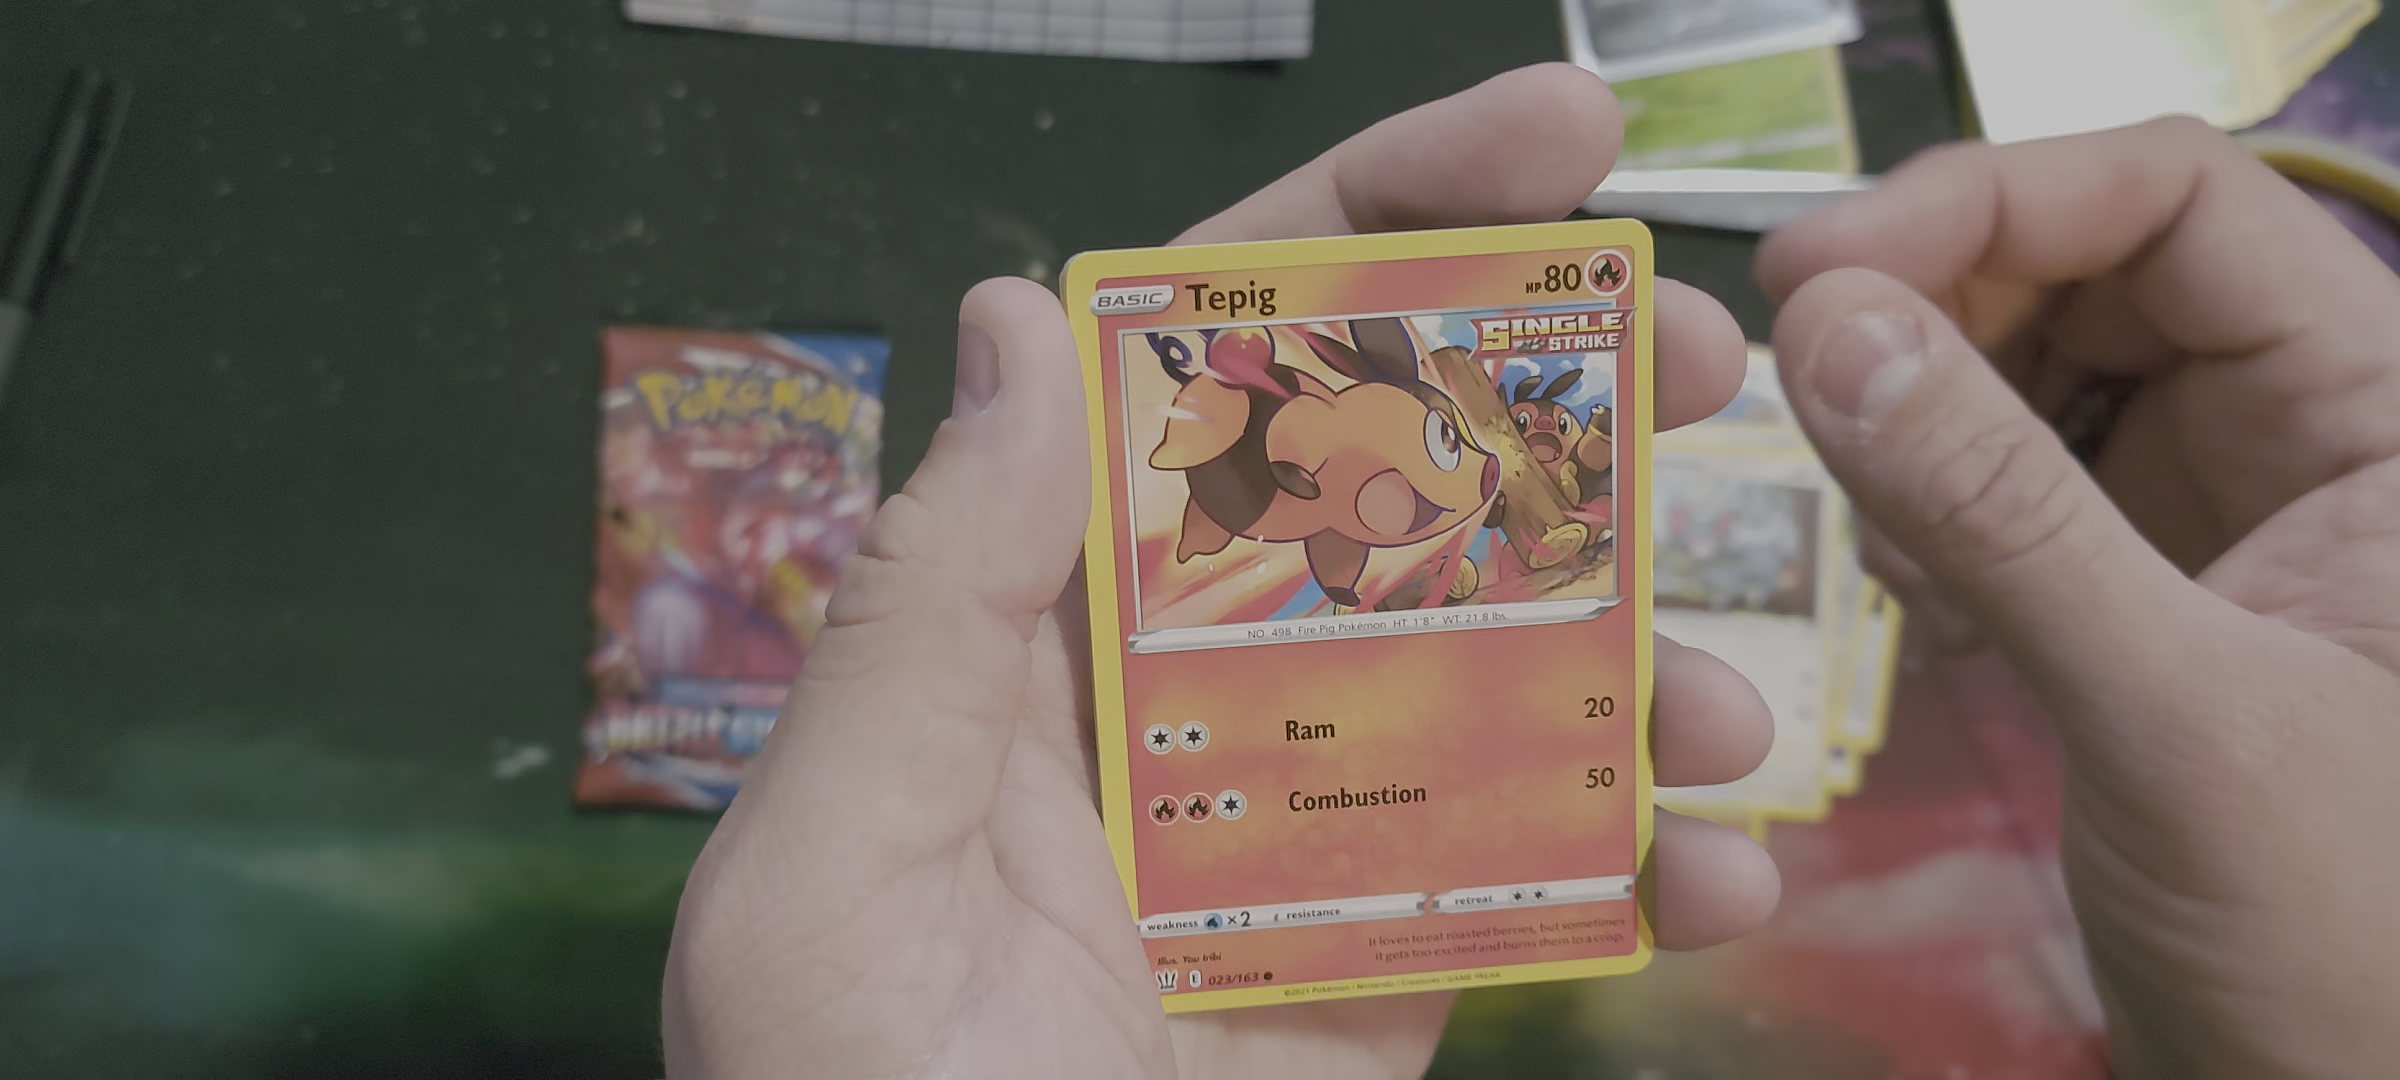 POKÉMON
BASIC Tepig HP 80
SINGLE
STRIKE
NO. 498 Fire Pig Pokémon HT: 1'8" WT: 21.8 lbs.
Ram 20
Combustion 50
weakness ×2 resistance retreat
It loves to eat roasted berries, but sometimes
it gets too excited and burns them to a crisp.
Illus. You Iribi
E 023/163
©2021 Pokémon / Nintendo / Creatures / GAME FREAK